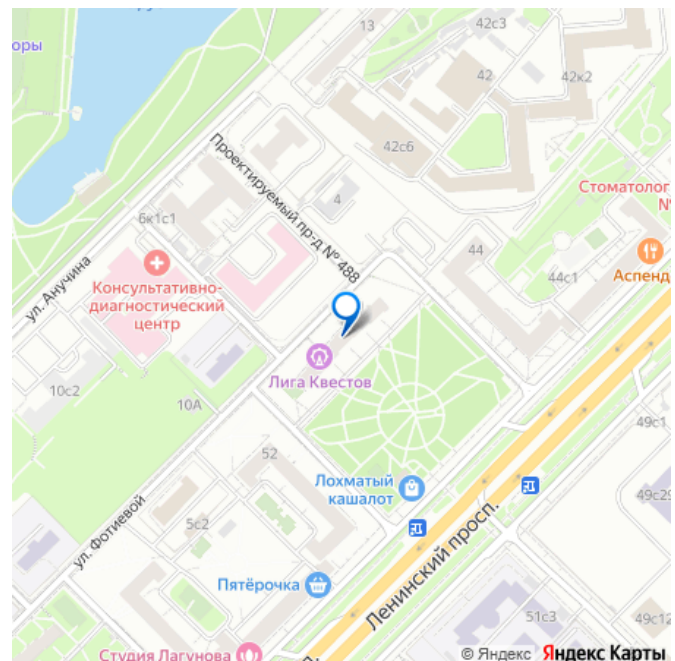 оры
13
42с3
42
42к2
42с6
Проектируемый пр-д № 488
4
Стоматолог
6к1с1
44
44с1
Аспенд
ул. Анучина
Консультативно-
диагностический
центр
Лига Квестов
10с2
10А
49с1
52
Лохматый
кашалот
49с29
5с2
ул. Фотиевой
Ленинский просп.
Пятёрочка
51с3
49с12
Студия Лагунова
© Яндекс Яндекс Карты